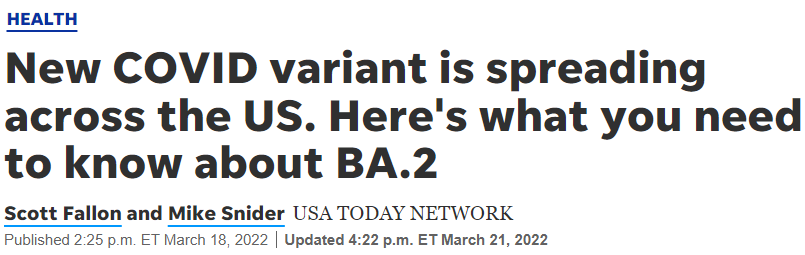 HEALTH
New COVID variant is spreading
across the US. Here's what you need
to know about BA.2
Scott Fallon and Mike Snider USA TODAY NETWORK
Published 2:25 p.m. ET March 18, 2022 | Updated 4:22 p.m. ET March 21, 2022